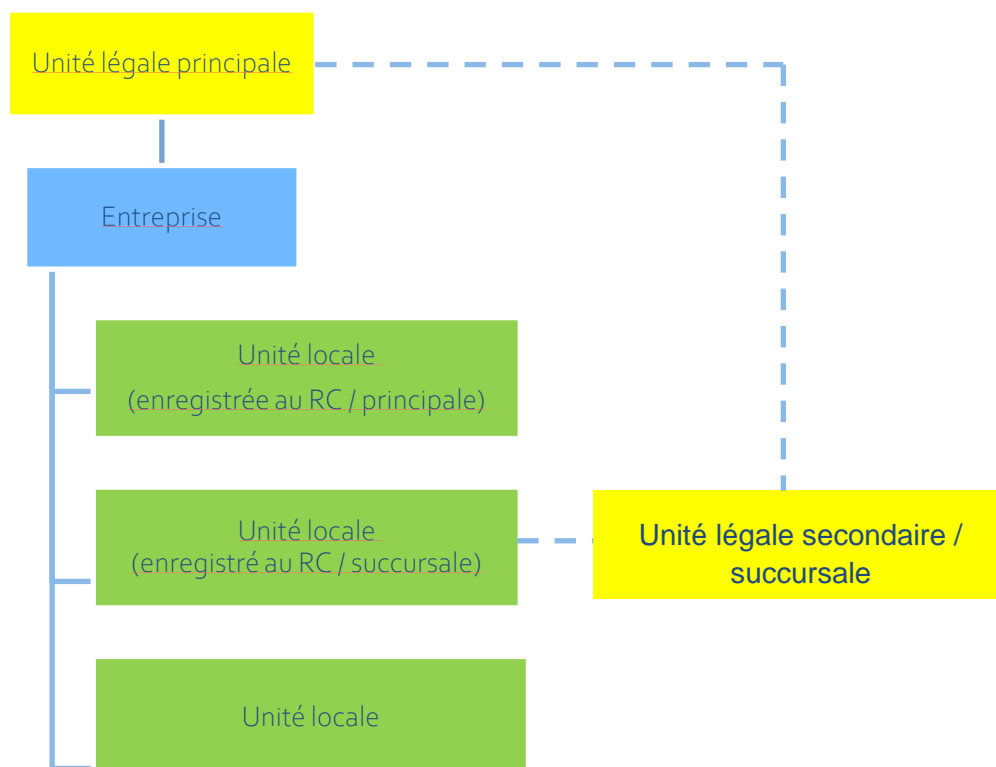 Unité légale principale
Entreprise
Unité locale
(enregistrée au RC / principale)
Unité locale
(enregistré au RC / succursale)
Unité légale secondaire /
succursale
Unité locale